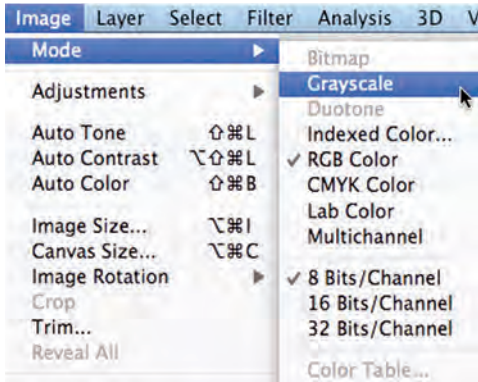 Image Layer Select Filter Analysis 3D V
Mode
Adjustments
Auto Tone ⇧⌘L
Auto Contrast ⌥⇧⌘L
Auto Color ⇧⌘B
Image Size... ⌥⌘I
Canvas Size... ⌥⌘C
Image Rotation
Crop
Trim...
Reveal All
Bitmap
Grayscale
Duotone
Indexed Color...
✓ RGB Color
CMYK Color
Lab Color
Multichannel
✓ 8 Bits/Channel
16 Bits/Channel
32 Bits/Channel
Color Table...